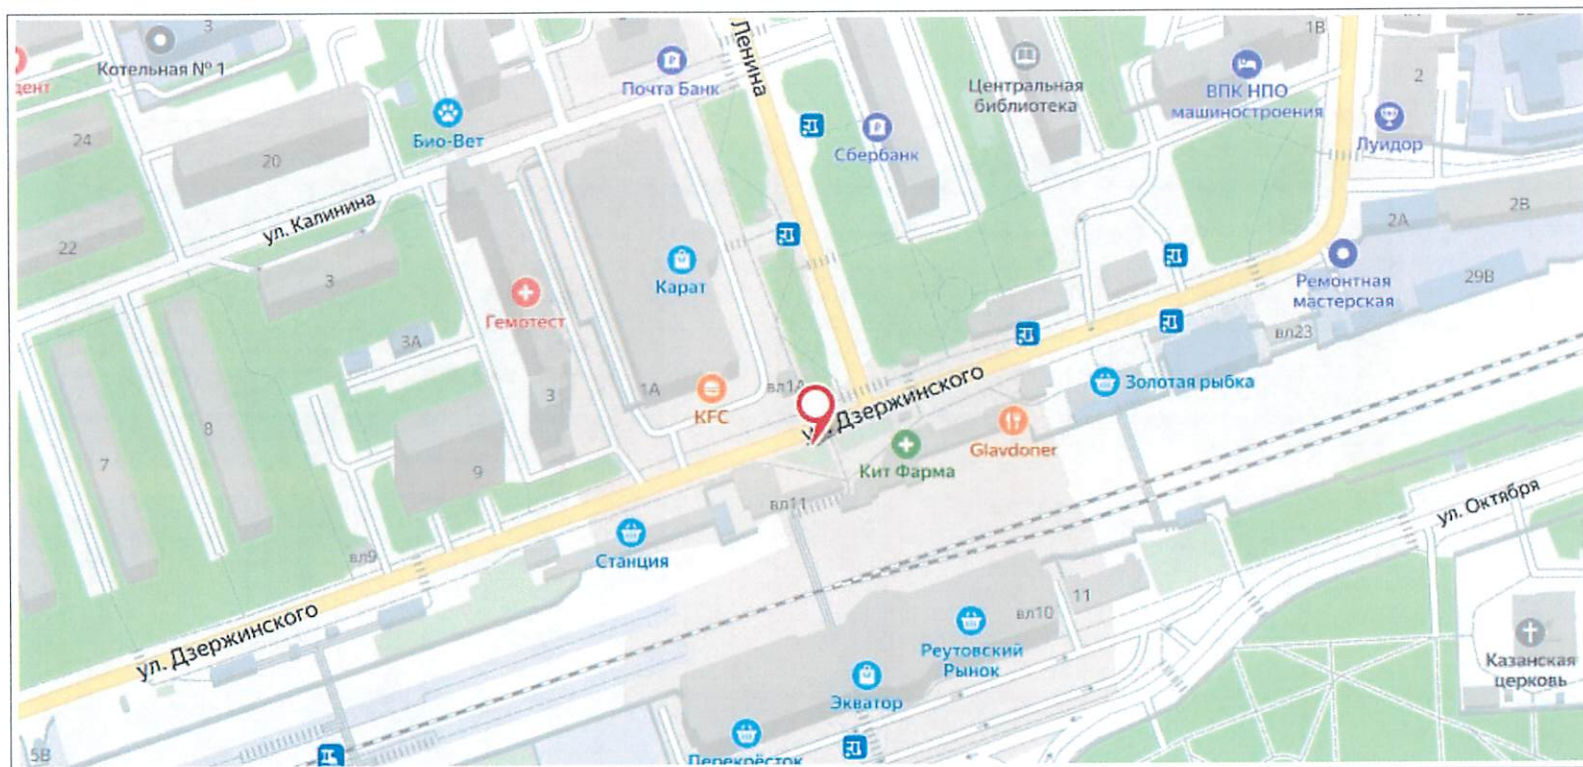 3
1В
Котельная № 1
дент
Почта Банк
Ленина
Центральная
библиотека
ВПК НПО
машиностроения
2
Био-Вет
Сбербанк
Луидор
24
20
ул. Калинина
22
3
2А
2В
Карат
Гемотест
Ремонтная
мастерская
29В
3А
вл23
1А
KFC
вл1А
ул. Дзержинского
Золотая рыбка
3
8
7
9
Кит Фарма
Glavdoner
вл11
ул. Октября
вл9
Станция
11
вл10
ул. Дзержинского
Реутовский
Рынок
Казанская
церковь
Экватор
5В
Перекрёсток